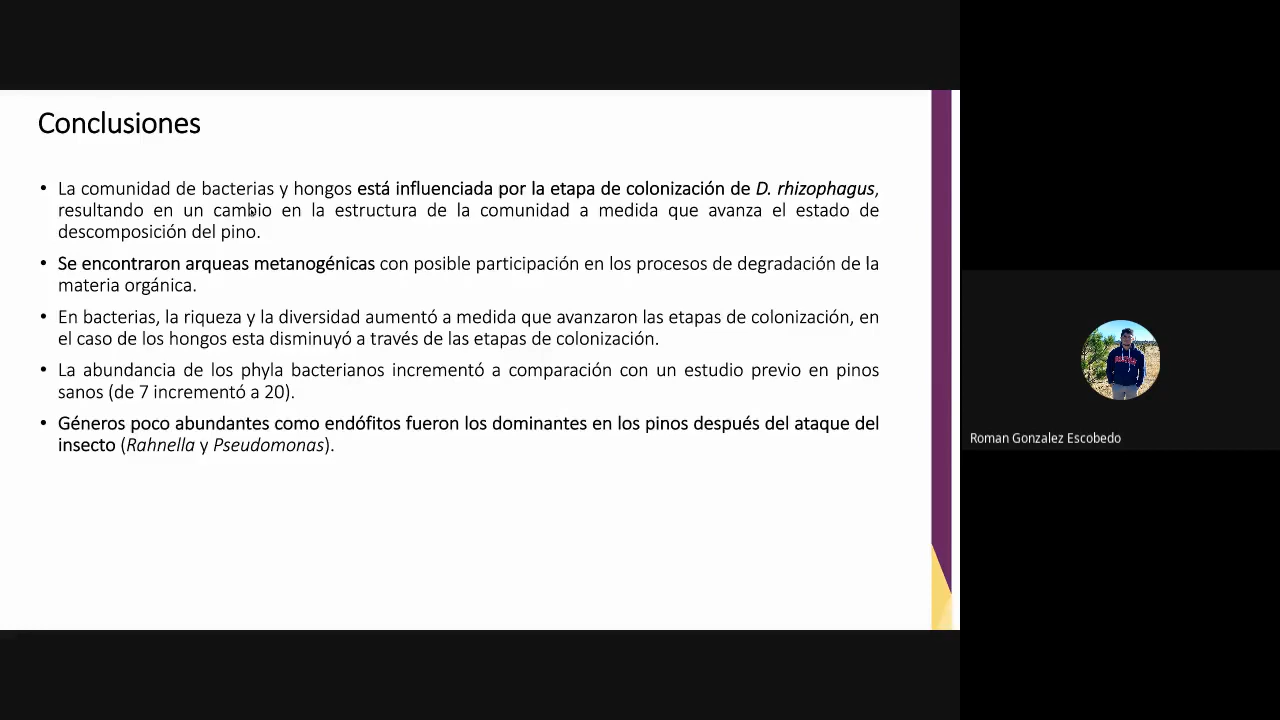 Conclusiones
• La comunidad de bacterias y hongos está influenciada por la etapa de colonización de D. rhizophagus,
resultando en un cambio en la estructura de la comunidad a medida que avanza el estado de
descomposición del pino.
• Se encontraron arqueas metanogénicas con posible participación en los procesos de degradación de la
materia orgánica.
• En bacterias, la riqueza y la diversidad aumentó a medida que avanzaron las etapas de colonización, en
el caso de los hongos esta disminuyó a través de las etapas de colonización.
• La abundancia de los phyla bacterianos incrementó a comparación con un estudio previo en pinos
sanos (de 7 incrementó a 20).
• Géneros poco abundantes como endófitos fueron los dominantes en los pinos después del ataque del
insecto (Rahnella y Pseudomonas).
Roman Gonzalez Escobedo